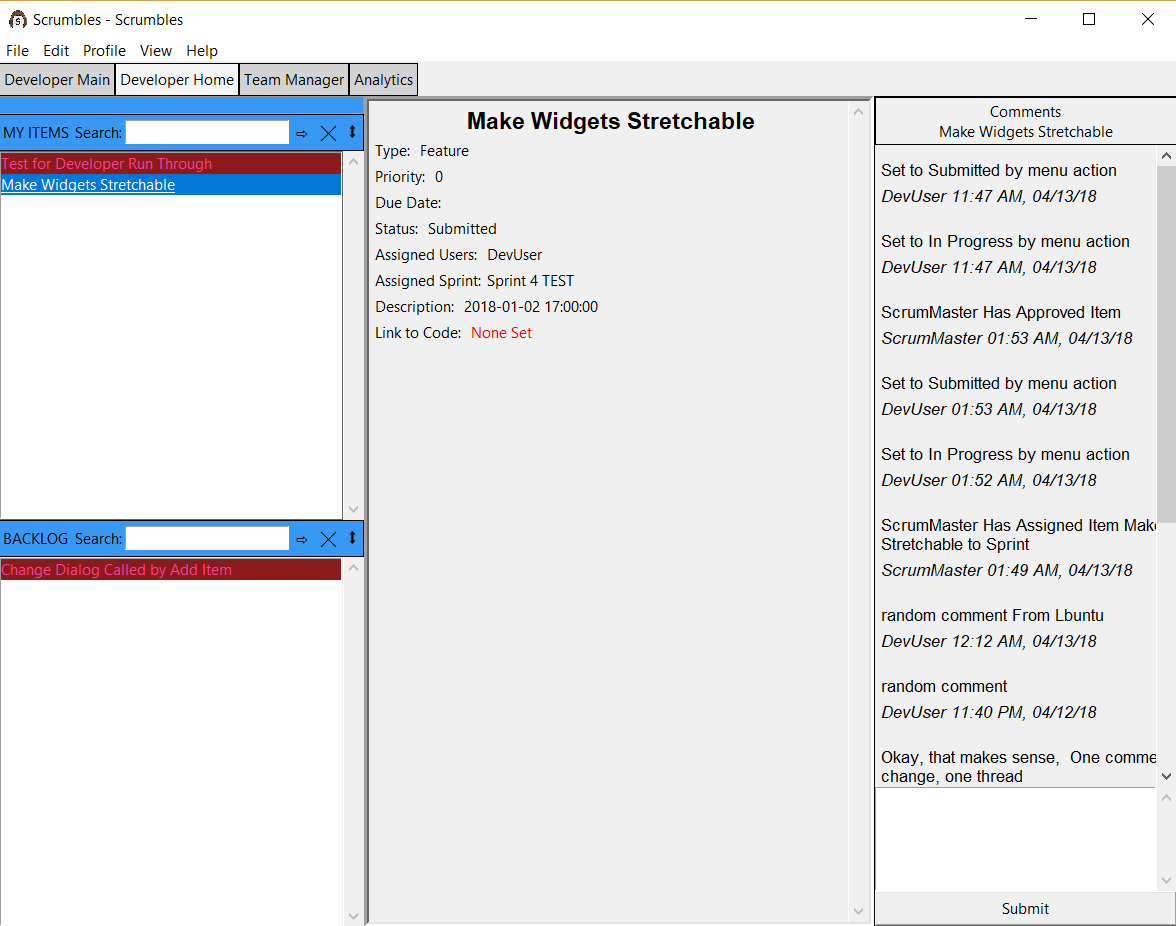 Scrumbles - Scrumbles
File Edit Profile View Help
Developer Main Developer Home Team Manager Analytics
MY ITEMS Search:
Test for Developer Run Through
Make Widgets Stretchable
BACKLOG Search:
Change Dialog Called by Add Item
Make Widgets Stretchable
Type: Feature
Priority: 0
Due Date:
Status: Submitted
Assigned Users: DevUser
Assigned Sprint: Sprint 4 TEST
Description: 2018-01-02 17:00:00
Link to Code: None Set
Comments
Make Widgets Stretchable
Set to Submitted by menu action
DevUser 11:47 AM, 04/13/18
Set to In Progress by menu action
DevUser 11:47 AM, 04/13/18
ScrumMaster Has Approved Item
ScrumMaster 01:53 AM, 04/13/18
Set to Submitted by menu action
DevUser 01:53 AM, 04/13/18
Set to In Progress by menu action
DevUser 01:52 AM, 04/13/18
ScrumMaster Has Assigned Item Make
Stretchable to Sprint
ScrumMaster 01:49 AM, 04/13/18
random comment From Lbuntu
DevUser 12:12 AM, 04/13/18
random comment
DevUser 11:40 PM, 04/12/18
Okay, that makes sense, One comme
change, one thread
Submit